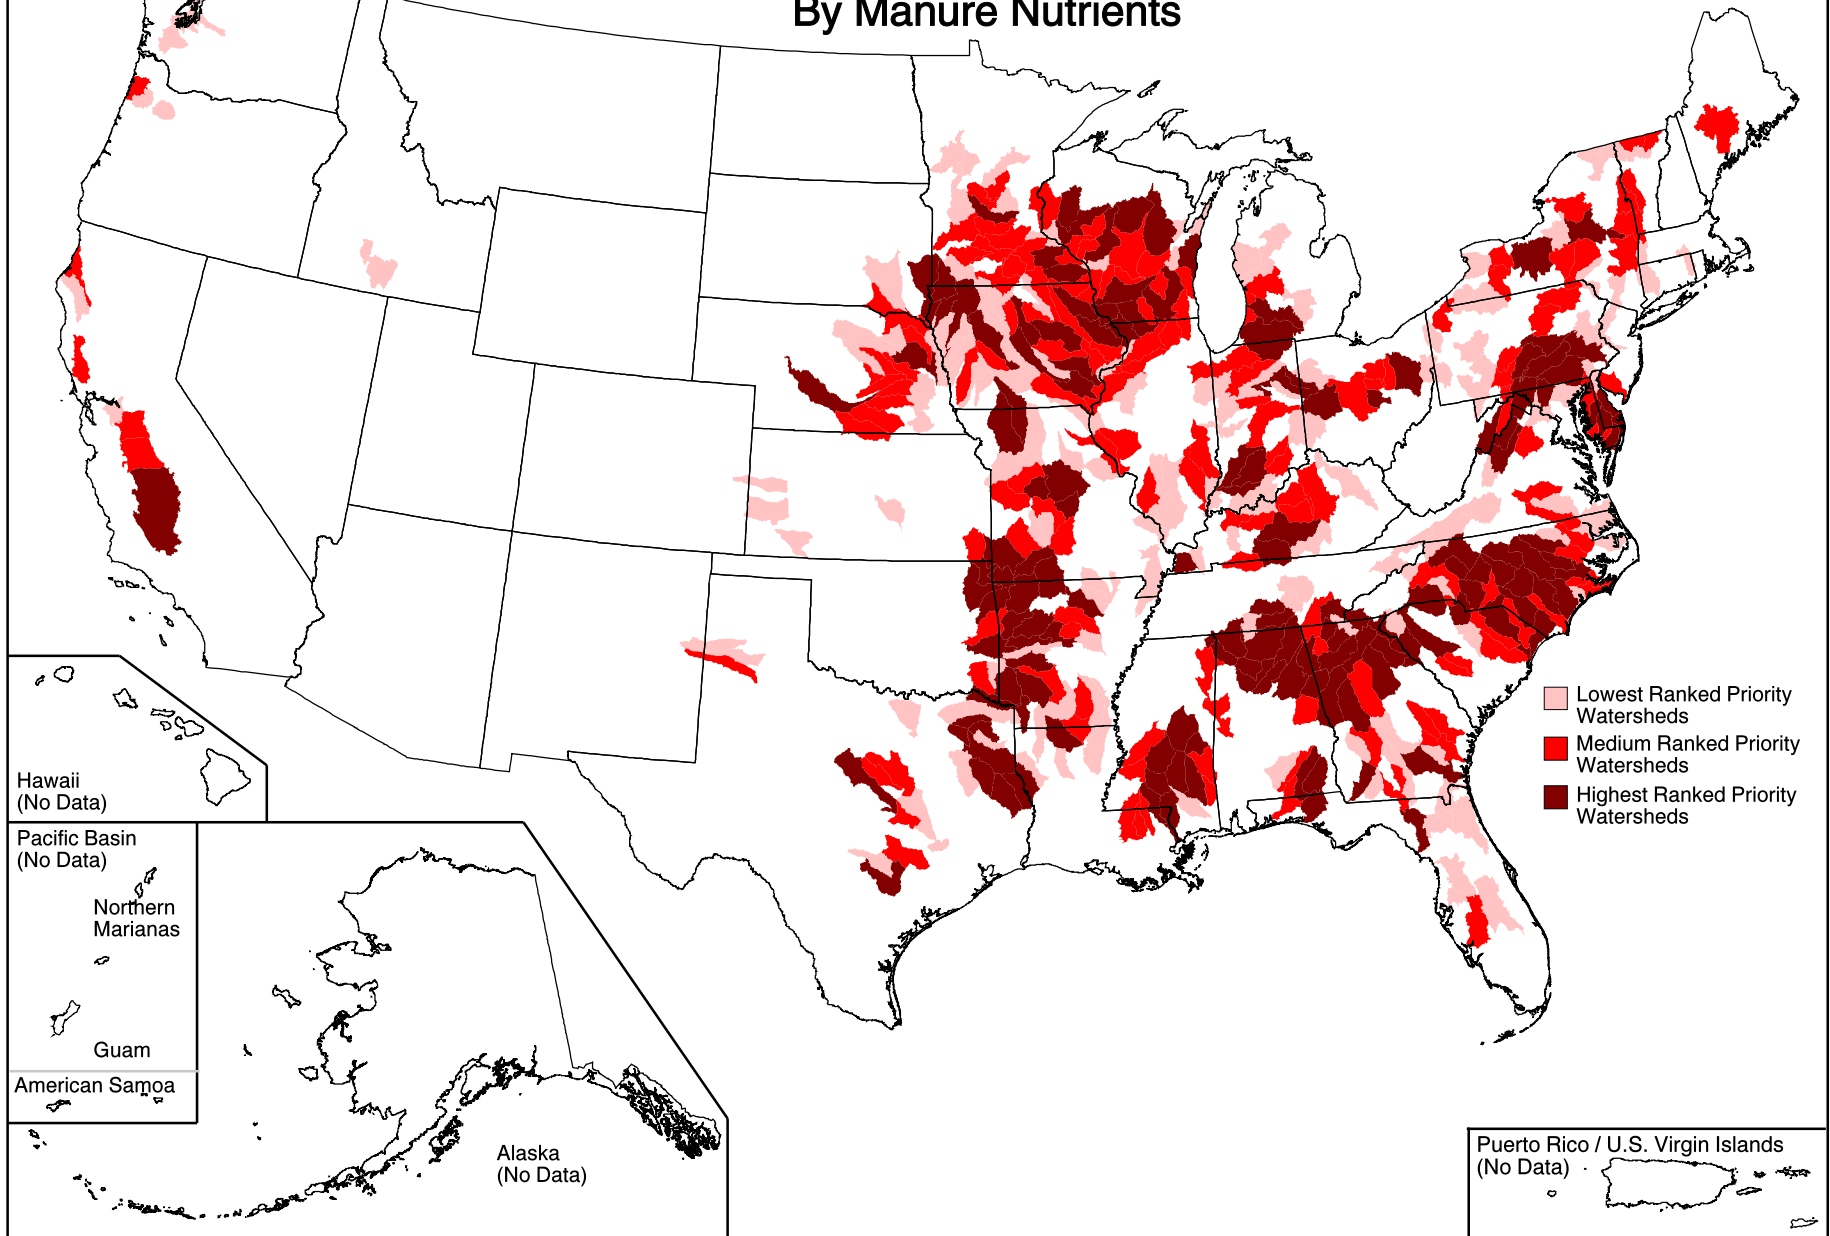 By Manure Nutrients
Lowest Ranked Priority
Watersheds
Medium Ranked Priority
Watersheds
Highest Ranked Priority
Watersheds
Hawaii
(No Data)
Pacific Basin
(No Data)
Northern
Marianas
Guam
American Samoa
Alaska
(No Data)
Puerto Rico / U.S. Virgin Islands
(No Data)